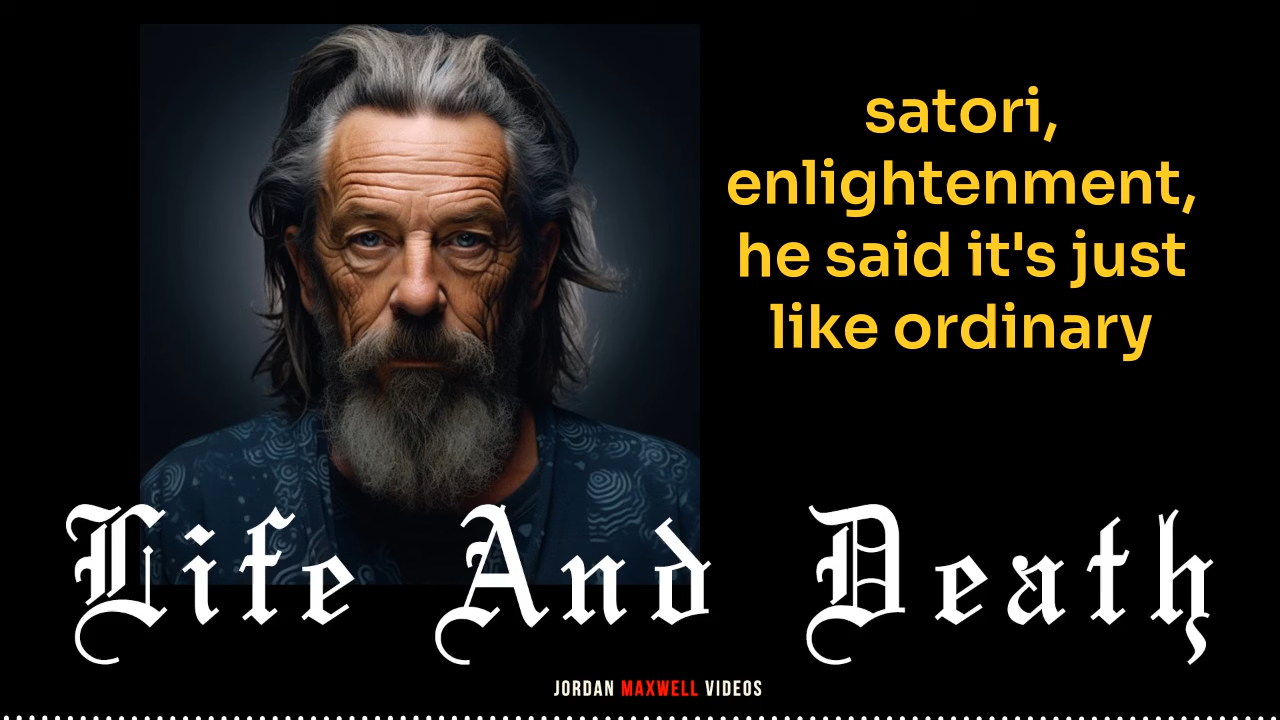 satori,
enlightenment,
he said it's just
like ordinary
Life And Death
JORDAN MAXWELL VIDEOS